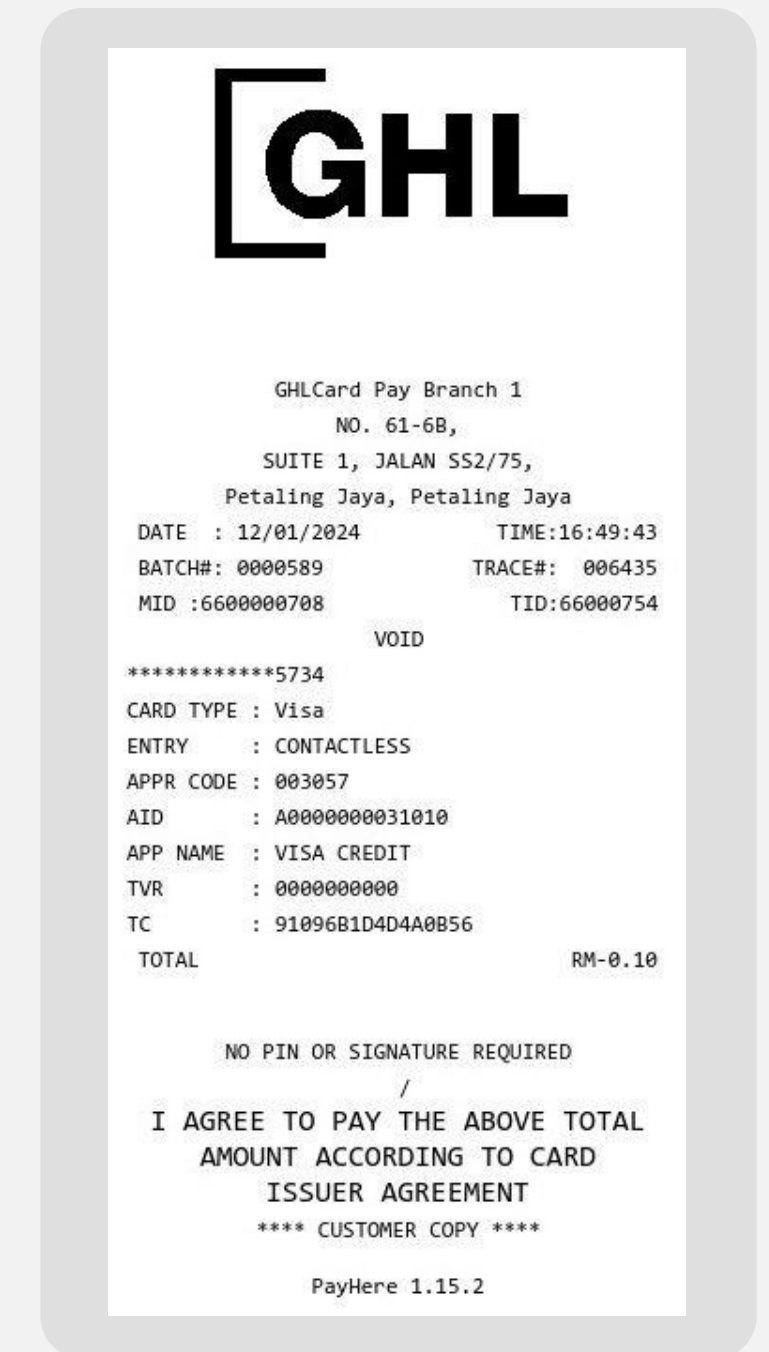 GHL
GHLCard Pay Branch 1
NO. 61-6B,
SUITE 1, JALAN SS2/75,
Petaling Jaya, Petaling Jaya
DATE : 12/01/2024 TIME:16:49:43
BATCH#: 0000589 TRACE#: 006435
MID :6600000708 TID:66000754
VOID
************5734
CARD TYPE : Visa
ENTRY : CONTACTLESS
APPR CODE : 003057
AID : A0000000031010
APP NAME : VISA CREDIT
TVR : 0000000000
TC : 91096B1D4D4A0B56
TOTAL RM-0.10
NO PIN OR SIGNATURE REQUIRED
/
I AGREE TO PAY THE ABOVE TOTAL
AMOUNT ACCORDING TO CARD
ISSUER AGREEMENT
**** CUSTOMER COPY ****
PayHere 1.15.2